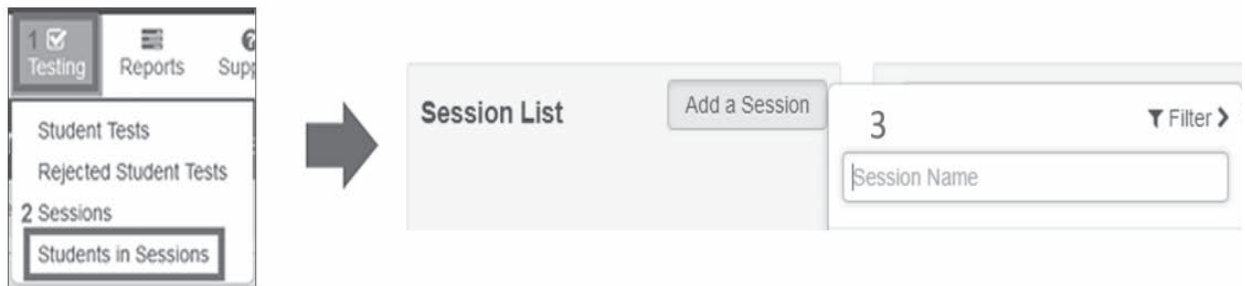 1
Testing Reports Supp
Student Tests
Rejected Student Tests
2 Sessions
Students in Sessions
Session List
Add a Session
3
Filter
Session Name